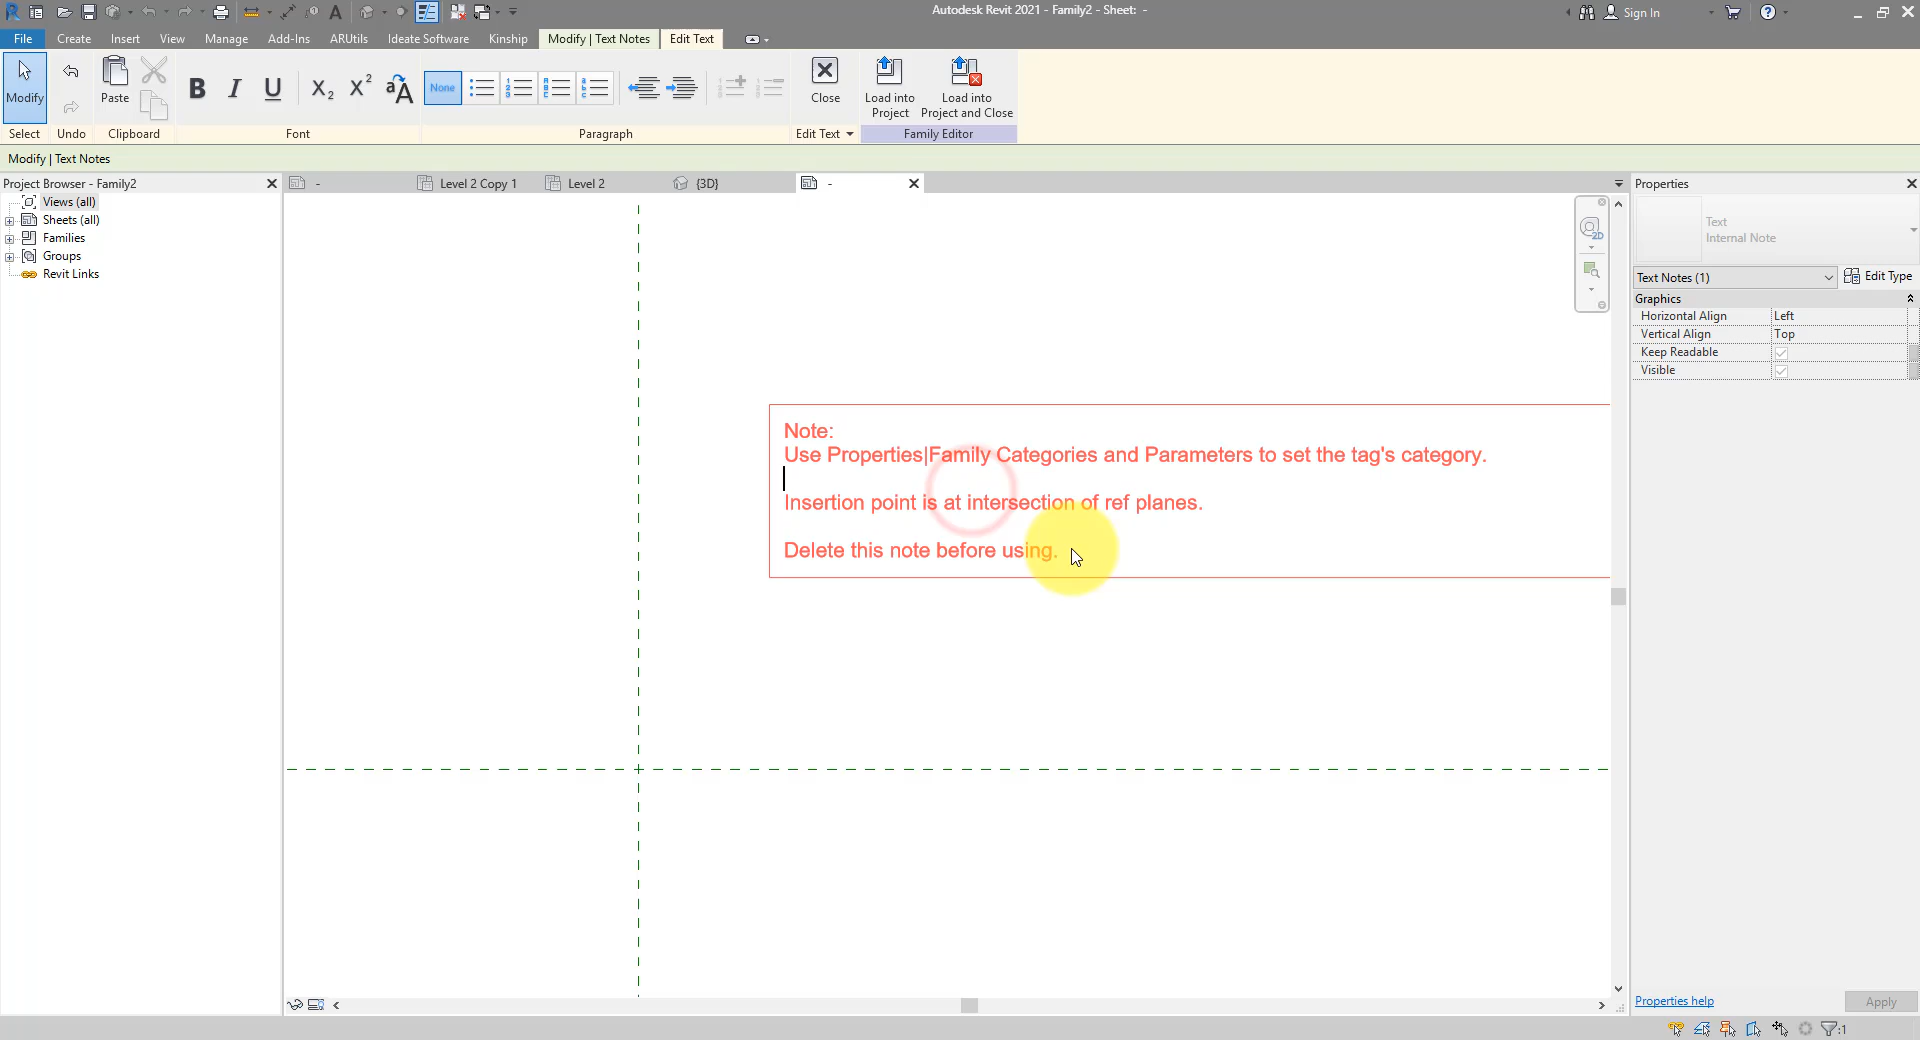 Autodesk Revit 2021 - Family2 - Sheet: -
Sign In
File Create Insert View Manage Add-Ins ARUtils Ideate Software Kinship Modify | Text Notes Edit Text
Modify
Paste
B I U X2 X2 aA
None
Close
Load into Project
Load into Project and Close
Select Undo Clipboard Font Paragraph Edit Text Family Editor
Modify | Text Notes
Project Browser - Family2
Views (all)
Sheets (all)
Families
Groups
Revit Links
-
Level 2 Copy 1
Level 2
{3D}
-
2D
Note:
Use Properties|Family Categories and Parameters to set the tag's category.
Insertion point is at intersection of ref planes.
Delete this note before using.
Properties
Text
Internal Note
Text Notes (1)
Edit Type
Graphics
Horizontal Align Left
Vertical Align Top
Keep Readable
Visible
Properties help
Apply
:1